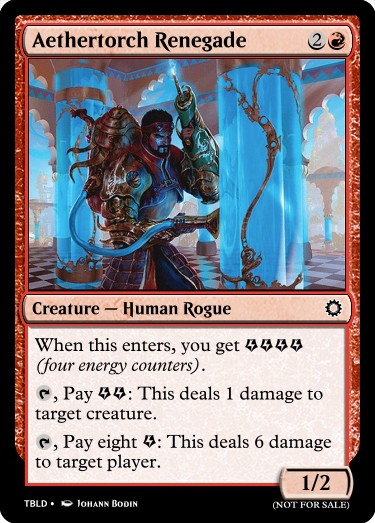 Aethertorch Renegade 2
Creature — Human Rogue
When this enters, you get
(four energy counters).
, Pay : This deals 1 damage to
target creature.
, Pay eight : This deals 6 damage
to target player.
1/2
TBLD • Johann Bodin
(NOT FOR SALE)